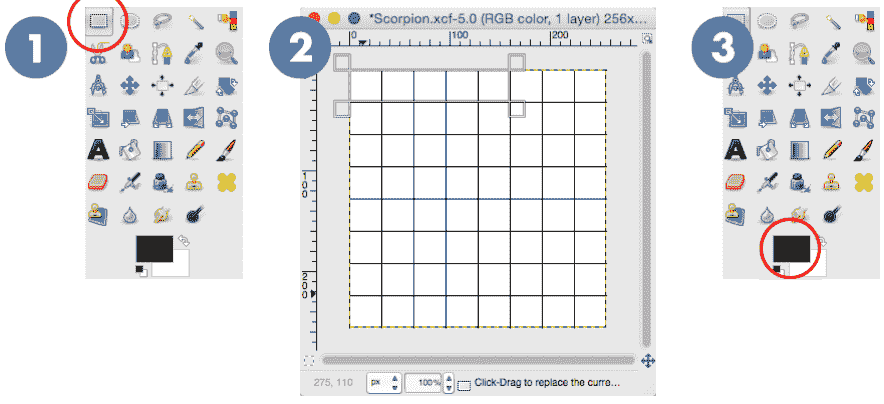 1
2
3
*Scorpion.xcf-5.0 (RGB color, 1 layer) 256x...
0
100
200
100
200
A
A
275, 110
px
100%
Click-Drag to replace the curre...